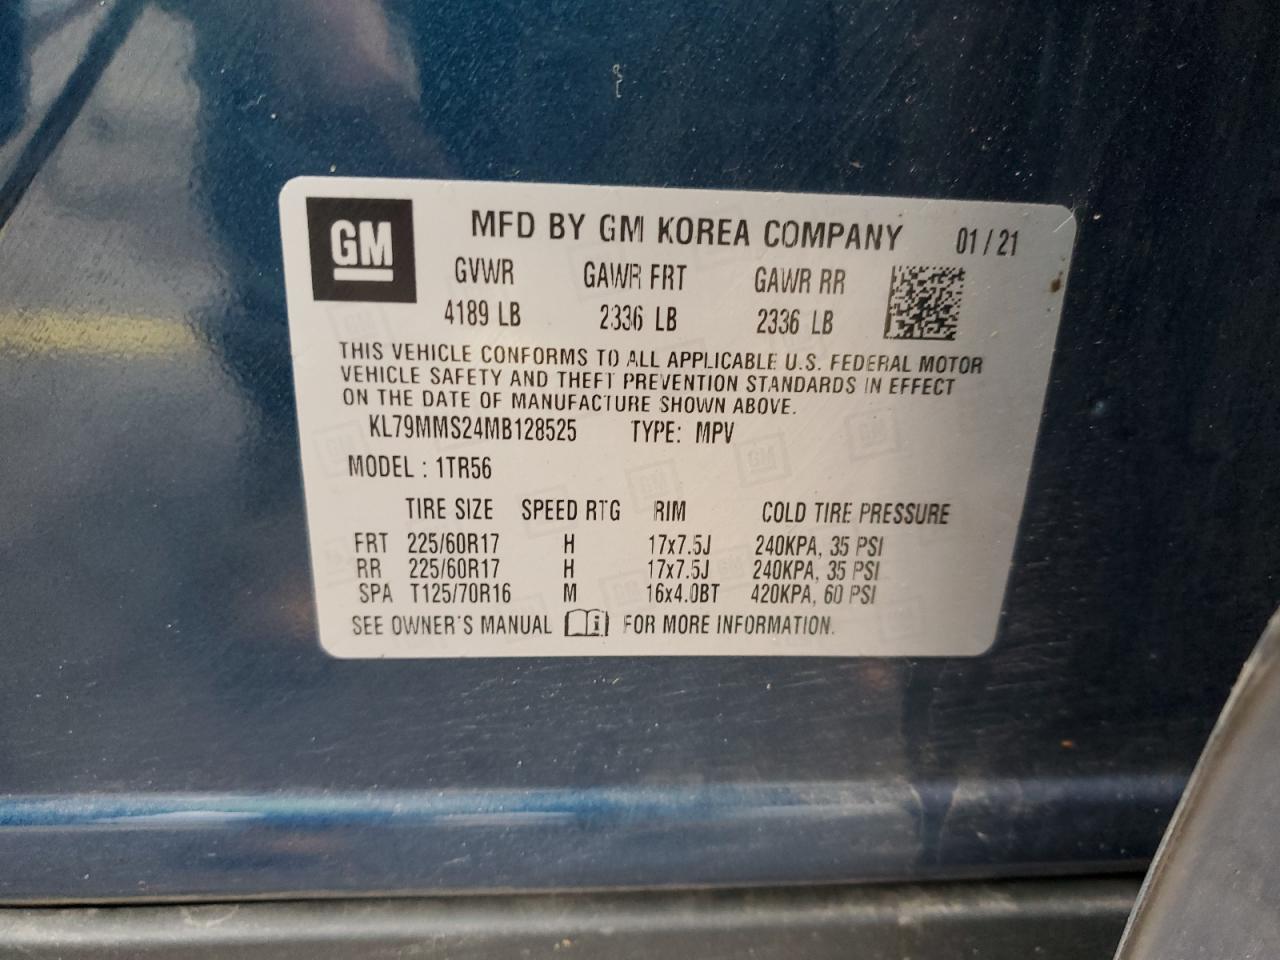 GM
MFD BY GM KOREA COMPANY 01/21
GVWR GAWR FRT GAWR RR
4189 LB 2336 LB 2336 LB
THIS VEHICLE CONFORMS TO ALL APPLICABLE U.S. FEDERAL MOTOR
VEHICLE SAFETY AND THEFT PREVENTION STANDARDS IN EFFECT
ON THE DATE OF MANUFACTURE SHOWN ABOVE.
KL79MMS24MB128525 TYPE: MPV
MODEL : 1TR56
TIRE SIZE SPEED RTG RIM COLD TIRE PRESSURE
FRT 225/60R17 H 17x7.5J 240KPA, 35 PSI
RR 225/60R17 H 17x7.5J 240KPA, 35 PSI
SPA T125/70R16 M 16x4.0BT 420KPA, 60 PSI
SEE OWNER'S MANUAL i FOR MORE INFORMATION.